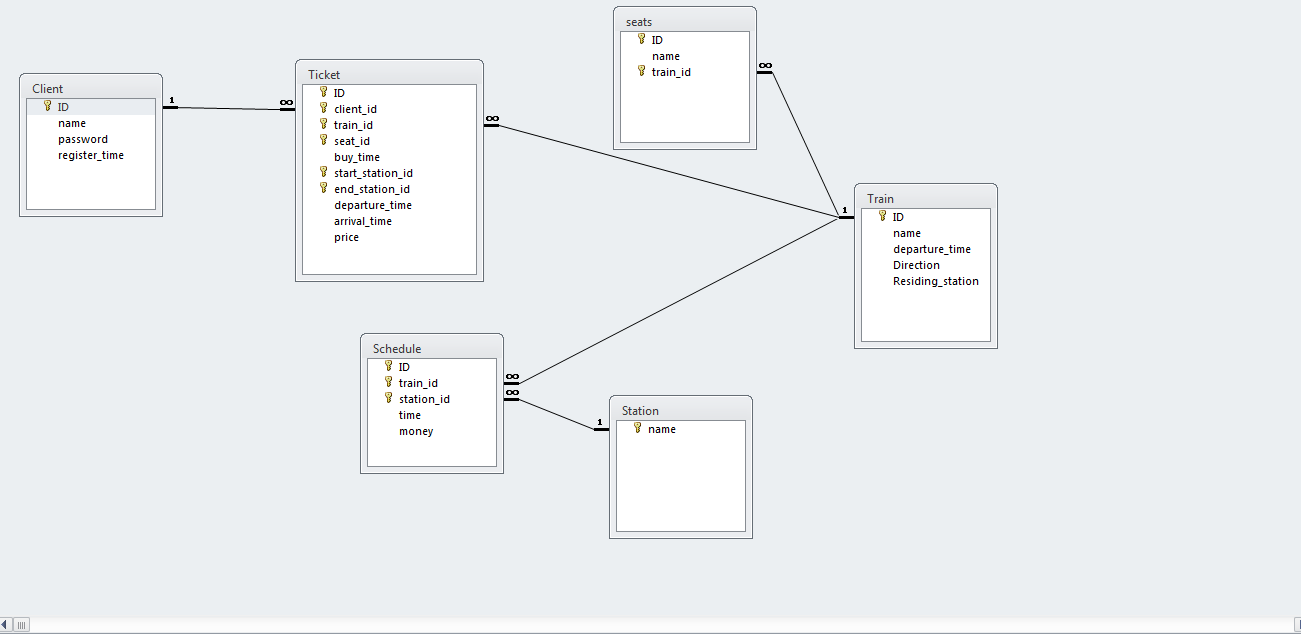 Client
ID
name
password
register_time
1
∞
Ticket
ID
client_id
train_id
seat_id
buy_time
start_station_id
end_station_id
departure_time
arrival_time
price
∞
seats
ID
name
train_id
∞
1
Train
ID
name
departure_time
Direction
Residing_station
Schedule
ID
train_id
station_id
time
money
∞
∞
1
Station
name